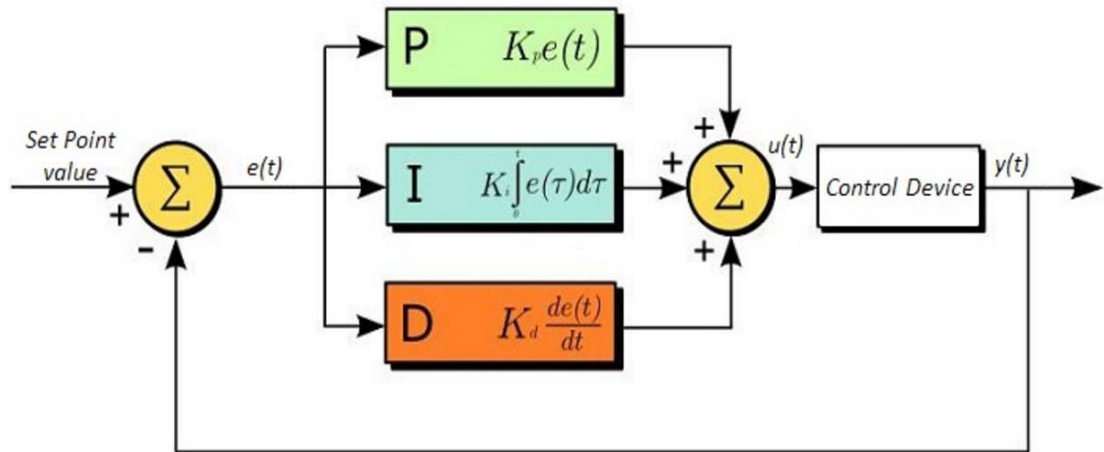 P K_p e(t)
Set Point
value
Σ
+
-
e(t)
I K_i ∫_0^τ e(τ)dτ
D K_d de(t)/dt
+
+
+
Σ
u(t)
Control Device
y(t)